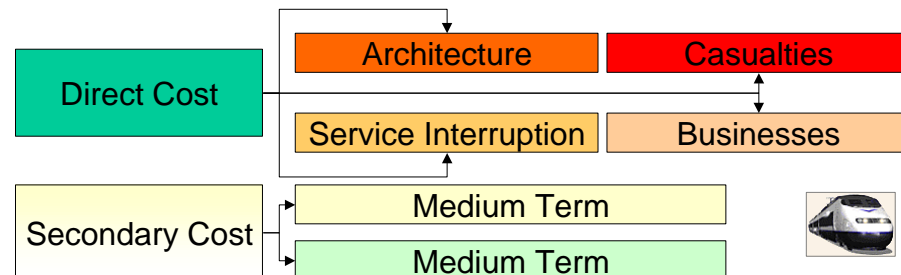 Direct Cost
Architecture
Casualties
Service Interruption
Businesses
Secondary Cost
Medium Term
Medium Term